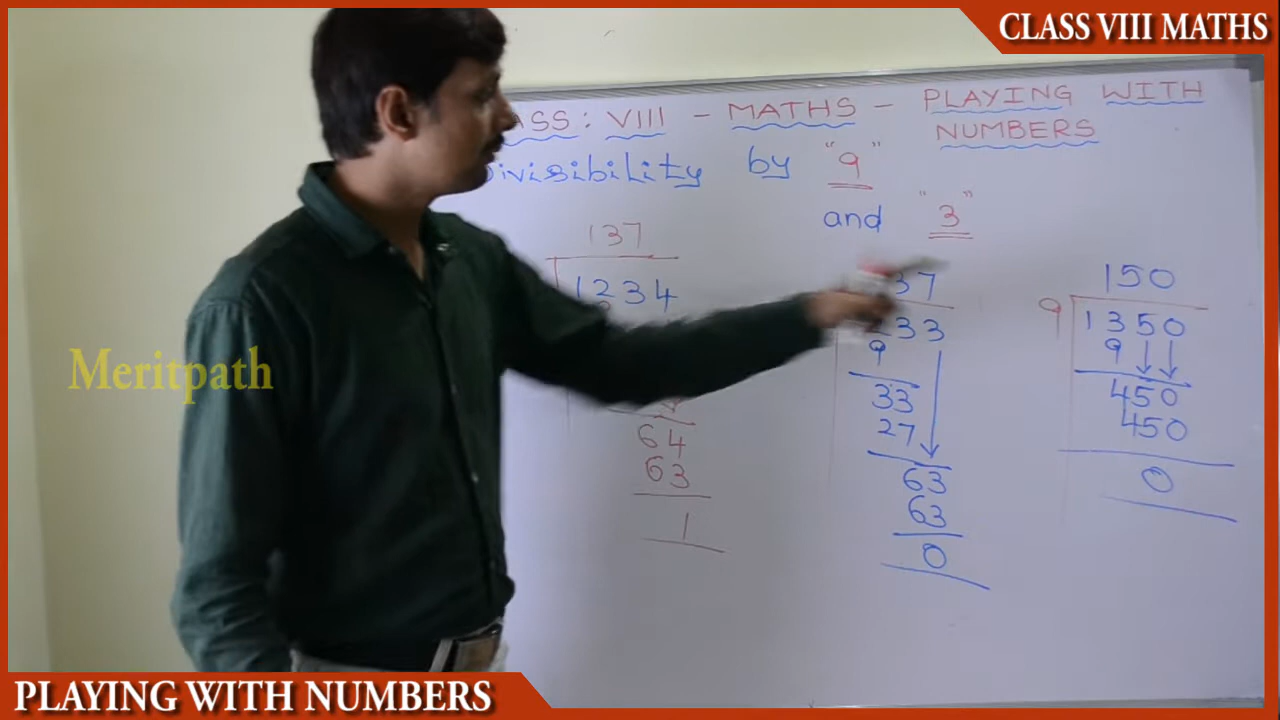 CLASS VIII MATHS
ASS: VIII - MATHS - PLAYING WITH
NUMBERS
Divisibility by "9"
and "3"
137
1234
64
63
1
37
233
9
33
27
63
63
0
150
9 1350
9
450
450
0
Meritpath
PLAYING WITH NUMBERS